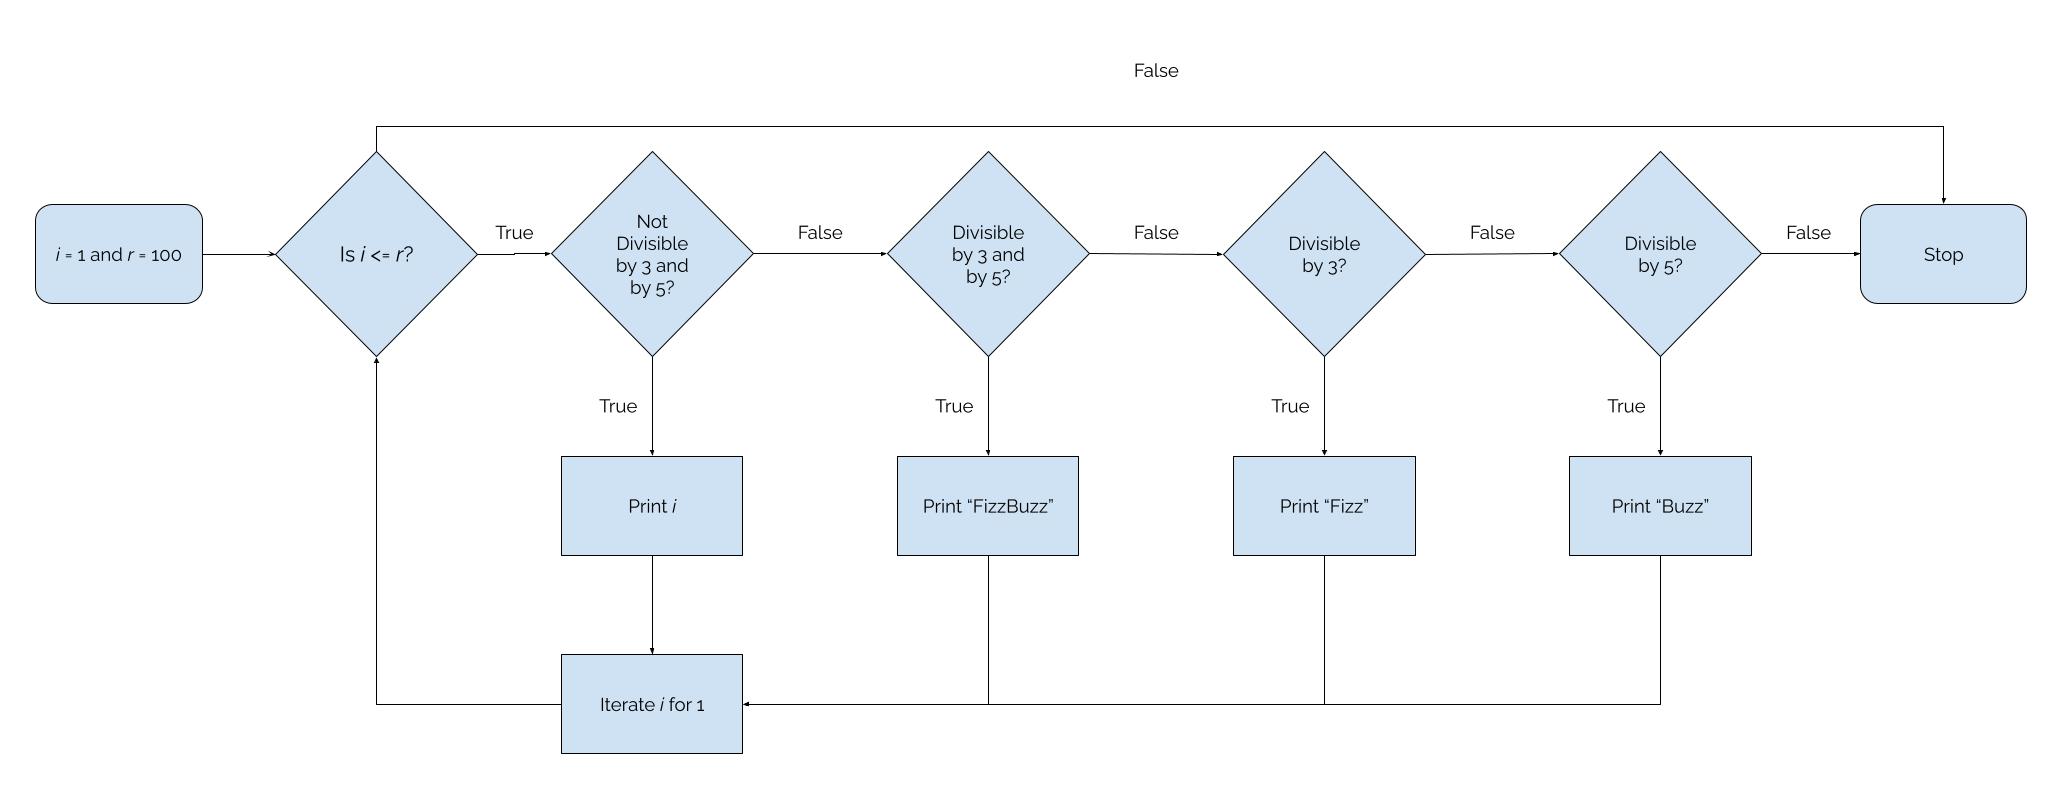 False
i = 1 and r = 100
Is i <= r?
True
Not
Divisible
by 3 and
by 5?
False
Divisible
by 3 and
by 5?
False
Divisible
by 3?
False
Divisible
by 5?
False
Stop
True
True
True
True
Print i
Print “FizzBuzz”
Print “Fizz”
Print “Buzz”
Iterate i for 1